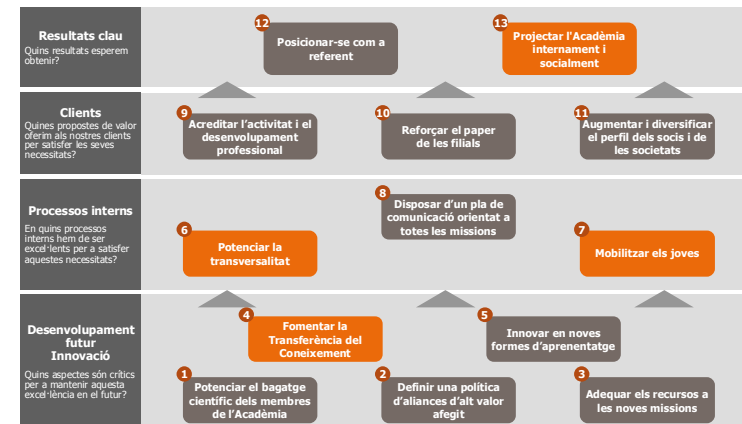 Resultats clau
Quins resultats esperem
obtenir?
12
Posicionar-se com a
referent
13
Projectar l'Acadèmia
internament i
socialment
Clients
Quines propostes de valor
oferim als nostres clients
per satisfer les seves
necessitats?
9
Acreditar l’activitat i el
desenvolupament
professional
10
Reforçar el paper
de les filials
11
Augmentar i diversificar
el perfil dels socis i de
les societats
Processos interns
En quins processos
interns hem de ser
excel·lents per a satisfer
aquestes necessitats?
6
Potenciar la
transversalitat
8
Disposar d’un pla de
comunicació orientat a
totes les missions
7
Mobilitzar els joves
Desenvolupament
futur
Innovació
Quins aspectes són crítics
per a mantenir aquesta
excel·lència en el futur?
4
Fomentar la
Transferència del
Coneixement
5
Innovar en noves
formes d’aprenentatge
1
Potenciar el bagatge
científic dels membres
de l’Acadèmia
2
Definir una política
d’aliances d’alt valor
afegit
3
Adequar els recursos a
les noves missions